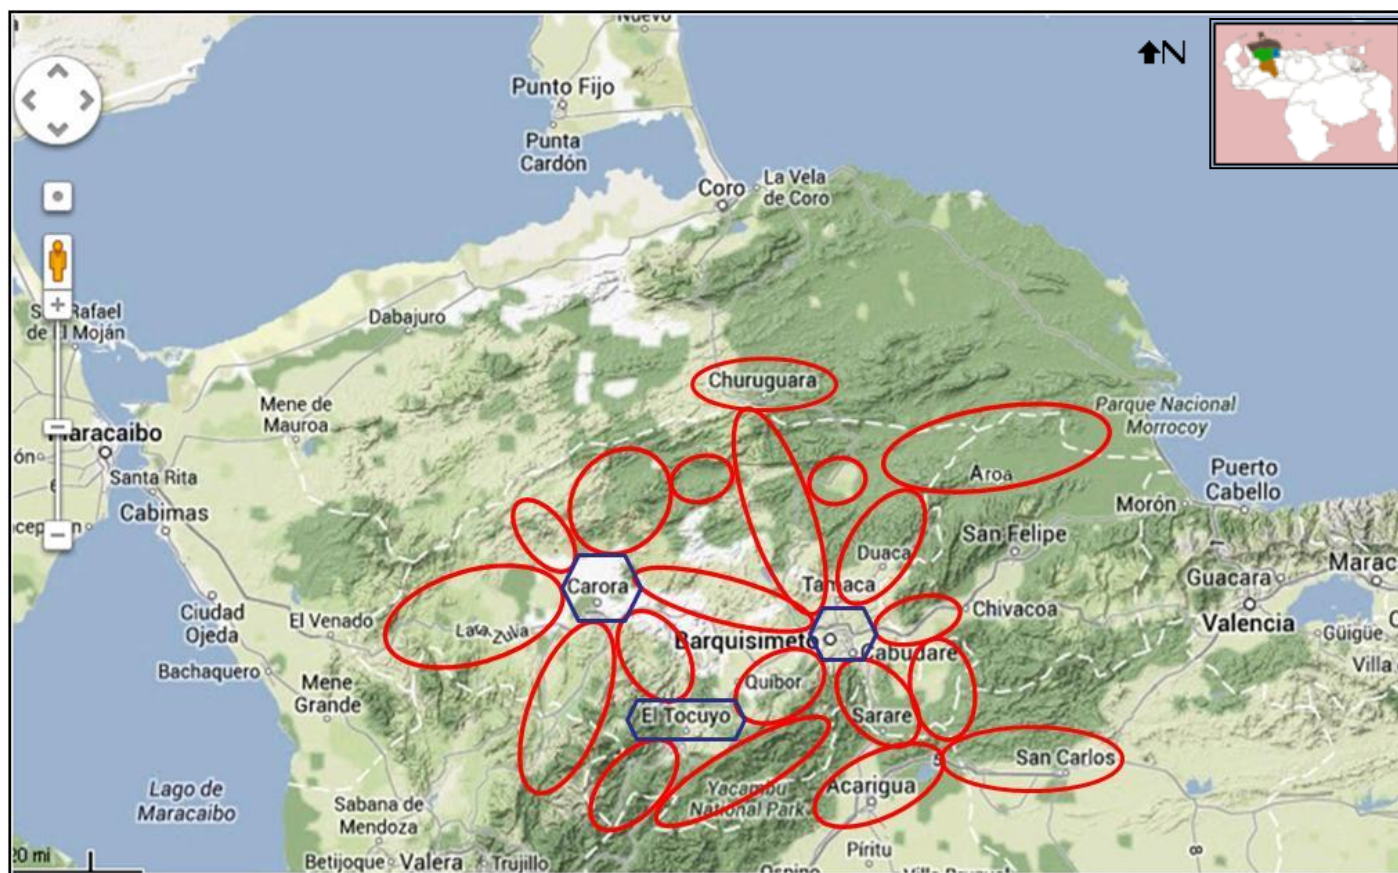 Nuevo
N
Punto Fijo
Punta
Cardón
Coro
La Vela
de Coro
Rafael
de El Moján
Dabajuro
Churuguara
Mene de
Mauroa
Parque Nacional
Morrocoy
Maracaibo
Santa Rita
Aroa
Puerto
Cabello
Cabimas
Morón
San Felipe
Duaca
Carora
Tamaca
Guacara
Marac
Ciudad
Ojeda
El Venado
Lara Zulia
Chivacoa
Valencia
Güigüe
Barquisimeto
Cabudare
Bachaquero
Villa
Mene
Grande
Quíbor
El Tocuyo
Sarare
San Carlos
Lago de
Maracaibo
Yacambu
National Park
Acarigua
Sabana de
Mendoza
Píritu
20 mi
Betijoque
Valera
Trujillo
Ospino